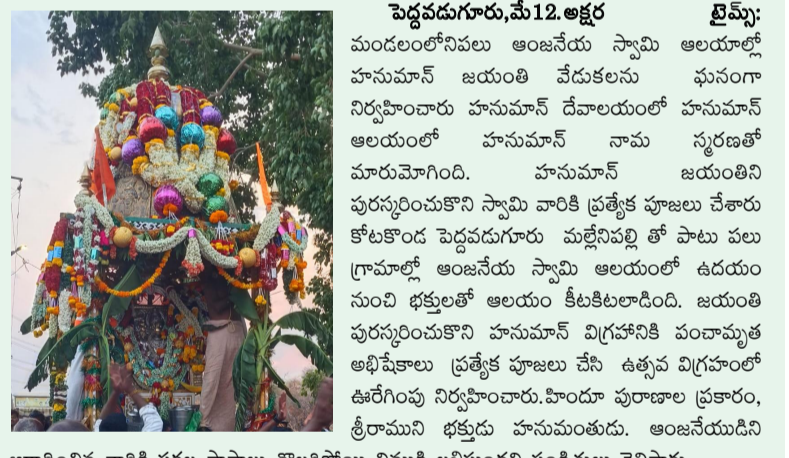 పెద్దవడుగూరు,మే12.అక్షర టైమ్స్:
మండలంలోనిపలు ఆంజనేయ స్వామి ఆలయాల్లో
హనుమాన్ జయంతి వేడుకలను ఘనంగా
నిర్వహించారు హనుమాన్ దేవాలయంలో హనుమాన్
ఆలయంలో హనుమాన్ నామ స్మరణతో
మారుమోగింది. హనుమాన్ జయంతిని
పురస్కరించుకొని స్వామి వారికి ప్రత్యేక పూజలు చేశారు
కోటకొండ పెద్దవడుగూరు మల్లేనిపల్లి తో పాటు పలు
గ్రామాల్లో ఆంజనేయ స్వామి ఆలయంలో ఉదయం
నుంచి భక్తులతో ఆలయం కిటకిటలాడింది. జయంతి
పురస్కరించుకొని హనుమాన్ విగ్రహానికి పంచామృత
అభిషేకాలు ప్రత్యేక పూజలు చేసి ఉత్సవ విగ్రహంలో
ఊరేగింపు నిర్వహించారు.హిందూ పురాణాల ప్రకారం,
శ్రీరాముని భక్తుడు హనుమంతుడు. ఆంజనేయుడిని